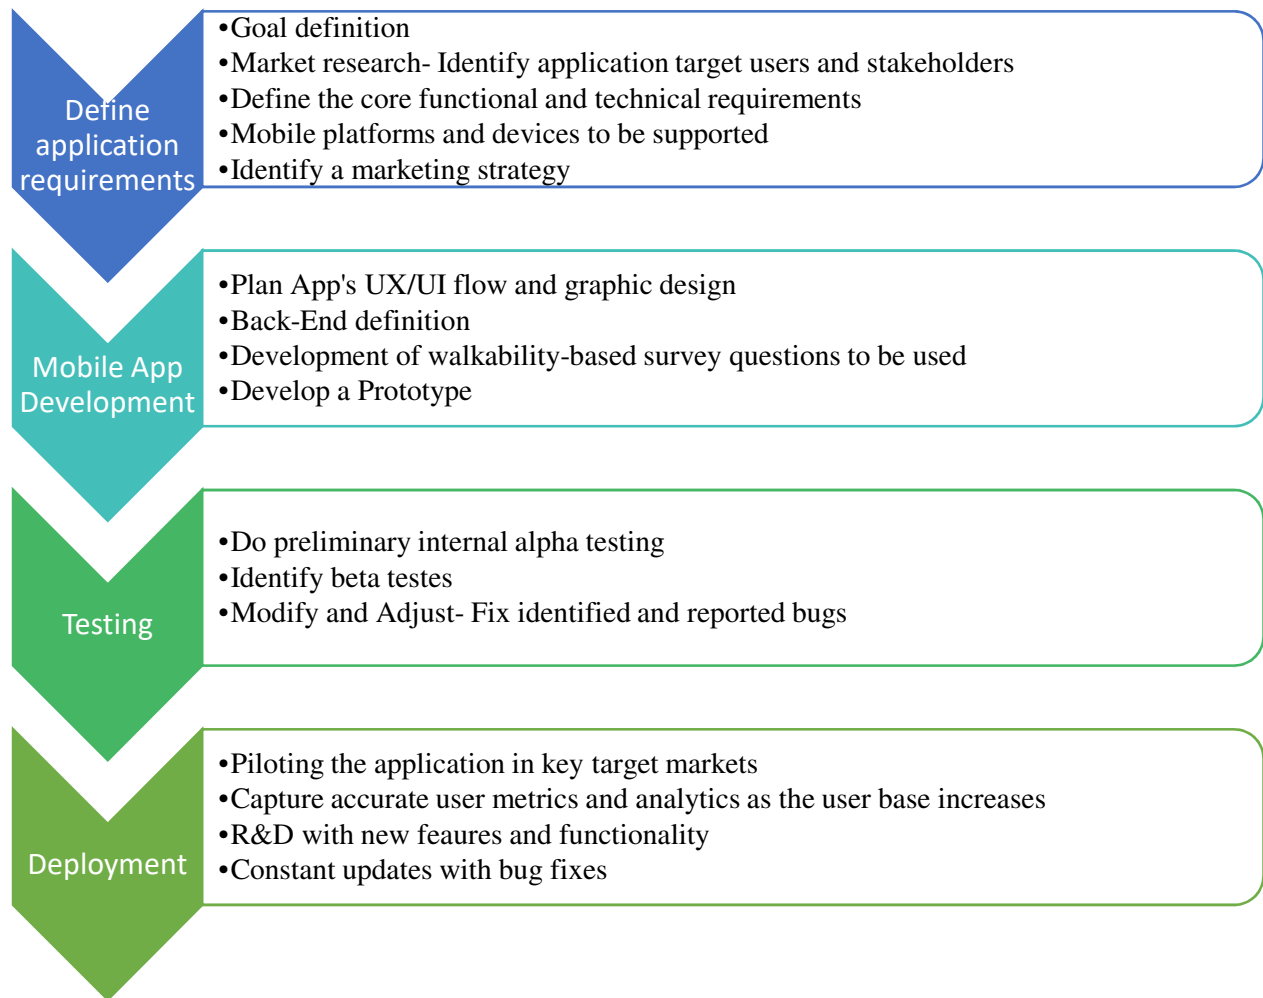 Define
application
requirements
•Goal definition
•Market research- Identify application target users and stakeholders
•Define the core functional and technical requirements
•Mobile platforms and devices to be supported
•Identify a marketing strategy
Mobile App
Development
•Plan App's UX/UI flow and graphic design
•Back-End definition
•Development of walkability-based survey questions to be used
•Develop a Prototype
Testing
•Do preliminary internal alpha testing
•Identify beta testes
•Modify and Adjust- Fix identified and reported bugs
Deployment
•Piloting the application in key target markets
•Capture accurate user metrics and analytics as the user base increases
•R&D with new feaures and functionality
•Constant updates with bug fixes